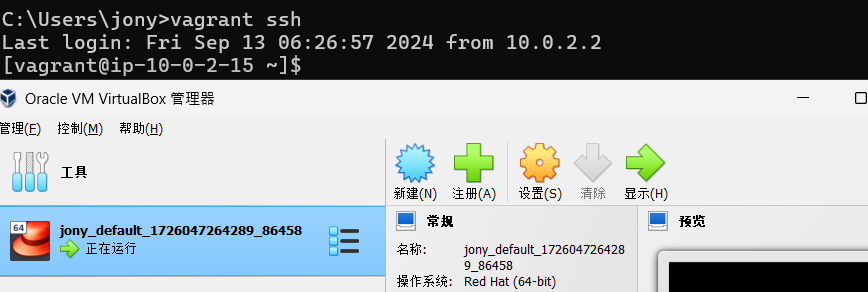 C:\Users\jony>vagrant ssh
Last login: Fri Sep 13 06:26:57 2024 from 10.0.2.2
[vagrant@ip-10-0-2-15 ~]$
Oracle VM VirtualBox 管理器
管理(F) 控制(M) 帮助(H)
工具
新建(N) 注册(A) 设置(S) 清除 显示(H)
64
jony_default_1726047264289_86458
正在运行
常规
名称: jony_default_172604726428
9_86458
操作系统: Red Hat (64-bit)
预览